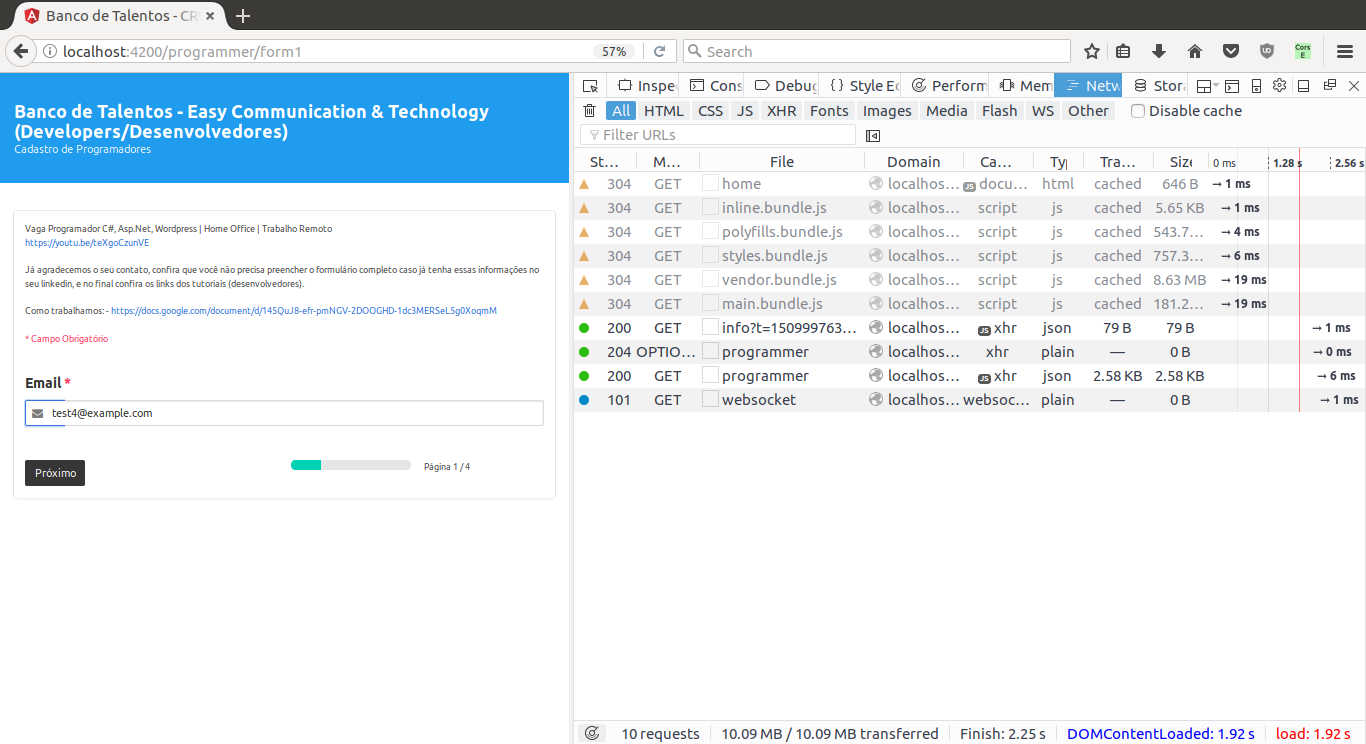 Banco de Talentos - CR
localhost:4200/programmer/form1
57%
Search
Cors E
Banco de Talentos - Easy Communication & Technology
(Developers/Desenvolvedores)
Cadastro de Programadores
Vaga Programador C#, Asp.Net, Wordpress | Home Office | Trabalho Remoto
https://youtu.be/teXgoCzunVE
Já agradecemos o seu contato, confira que você não precisa preencher o formulário completo caso já tenha essas informações no
seu linkedin, e no final confira os links dos tutoriais (desenvolvedores).
Como trabalhamos: - https://docs.google.com/document/d/145QuJ8-efr-pmNGV-2DOOGHD-1dc3MERSeL5g0XoqmM
* Campo Obrigatório
Email *
test4@example.com
Próximo
Página 1 / 4
Inspe Cons Debug { } Style Ec Perform Mem Netw Stor
All HTML CSS JS XHR Fonts Images Media Flash WS Other Disable cache
Filter URLs
St... M... File Domain Ca... Typ Tra... Size 0 ms 1.28 s 2.56 s
304 GET home localhos... JS docu... html cached 646 B → 1 ms
304 GET inline.bundle.js localhos... script js cached 5.65 KB → 1 ms
304 GET polyfills.bundle.js localhos... script js cached 543.7... → 4 ms
304 GET styles.bundle.js localhos... script js cached 757.3... → 6 ms
304 GET vendor.bundle.js localhos... script js cached 8.63 MB → 19 ms
304 GET main.bundle.js localhos... script js cached 181.2... → 19 ms
200 GET info?t=150999763... localhos... JS xhr json 79 B 79 B → 1 ms
204 OPTIO... programmer localhos... xhr plain — 0 B → 0 ms
200 GET programmer localhos... JS xhr json 2.58 KB 2.58 KB → 6 ms
101 GET websocket localhos... websoc... plain — 0 B → 1 ms
10 requests 10.09 MB / 10.09 MB transferred Finish: 2.25 s DOMContentLoaded: 1.92 s load: 1.92 s